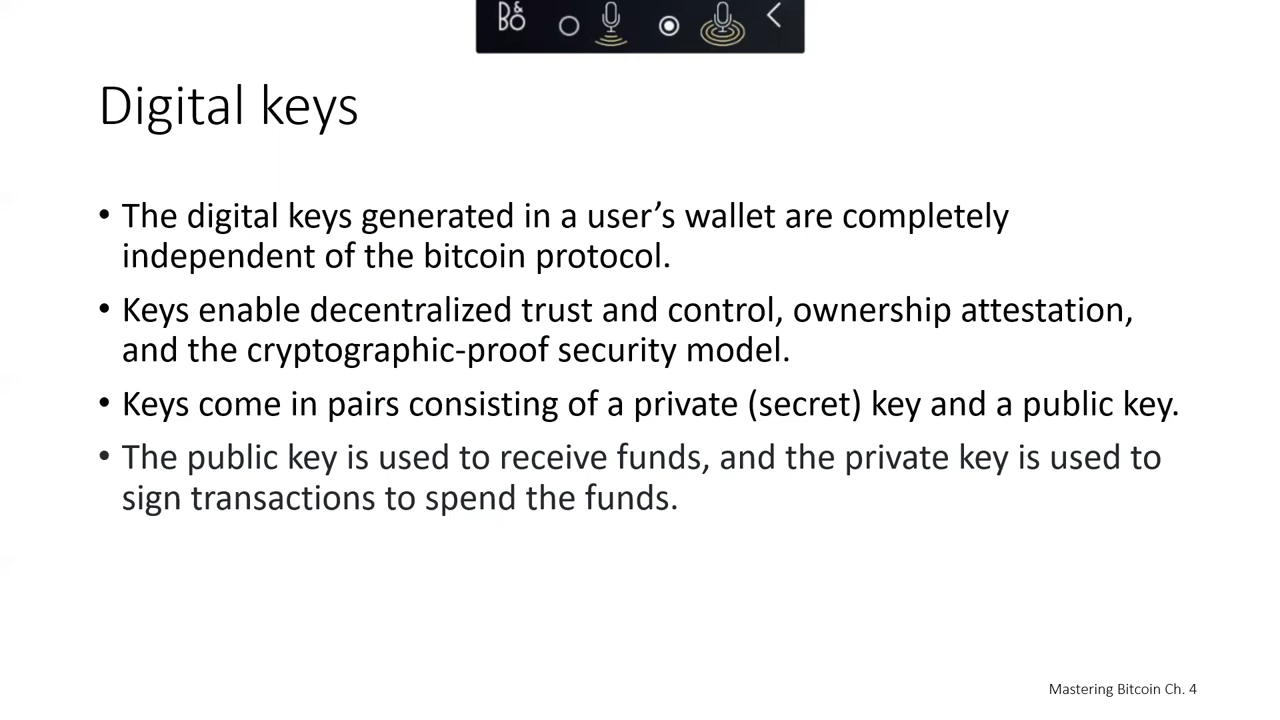 B&O
Digital keys
• The digital keys generated in a user’s wallet are completely
independent of the bitcoin protocol.
• Keys enable decentralized trust and control, ownership attestation,
and the cryptographic-proof security model.
• Keys come in pairs consisting of a private (secret) key and a public key.
• The public key is used to receive funds, and the private key is used to
sign transactions to spend the funds.
Mastering Bitcoin Ch. 4